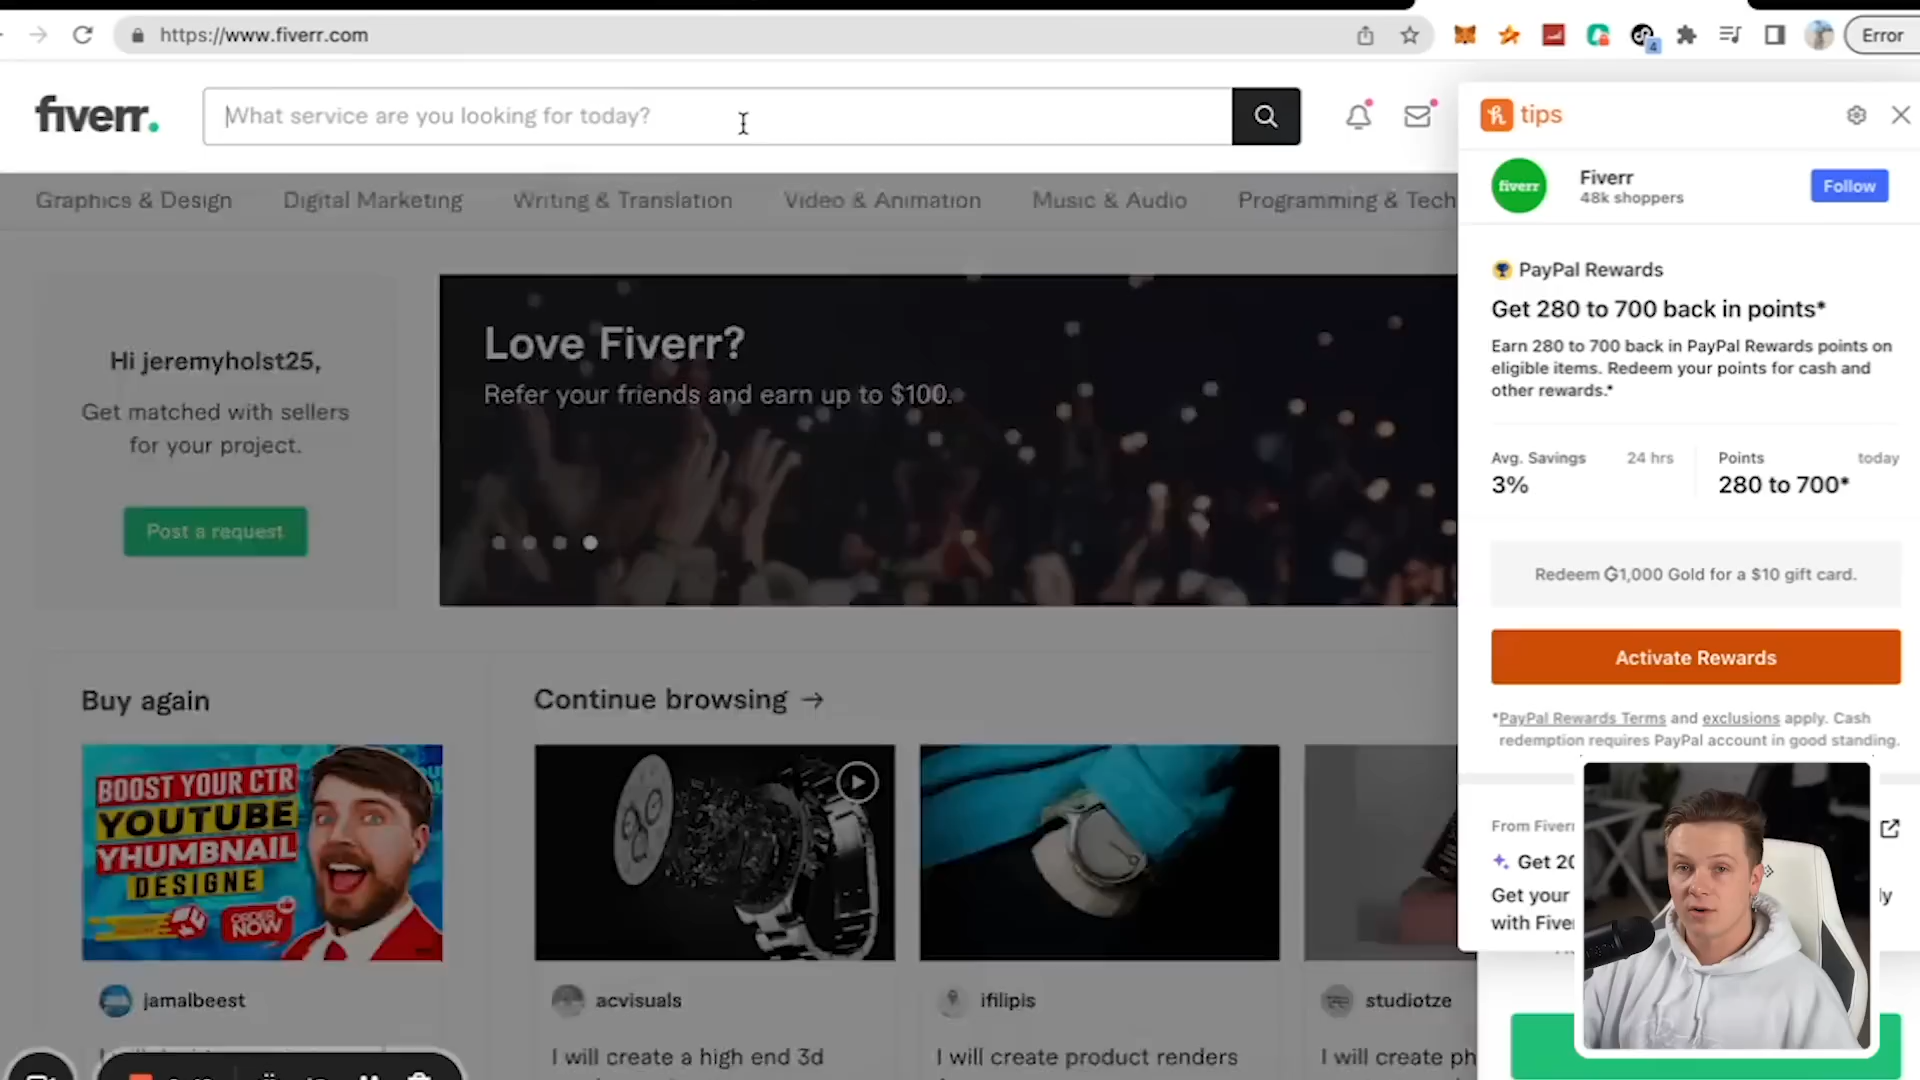 https://www.fiverr.com
4
Error
fiverr.
What service are you looking for today?
Graphics & Design
Digital Marketing
Writing & Translation
Video & Animation
Music & Audio
Programming & Tech
Hi jeremyholst25,
Get matched with sellers
for your project.
Post a request
Love Fiverr?
Refer your friends and earn up to $100.
Buy again
Continue browsing →
BOOST YOUR CTR
YOUTUBE
YHUMBNAIL
DESIGNE
ORDER
NOW
jamalbeest
acvisuals
I will create a high end 3d
ifilipis
I will create product renders
studiotze
I will create ph
h tips
fiverr
Fiverr
48k shoppers
Follow
PayPal Rewards
Get 280 to 700 back in points*
Earn 280 to 700 back in PayPal Rewards points on
eligible items. Redeem your points for cash and
other rewards.*
Avg. Savings 24 hrs
3%
Points today
280 to 700*
Redeem G1,000 Gold for a $10 gift card.
Activate Rewards
*PayPal Rewards Terms and exclusions apply. Cash
redemption requires PayPal account in good standing.
From Fiverr
Get 20
Get your ly
with Fiver